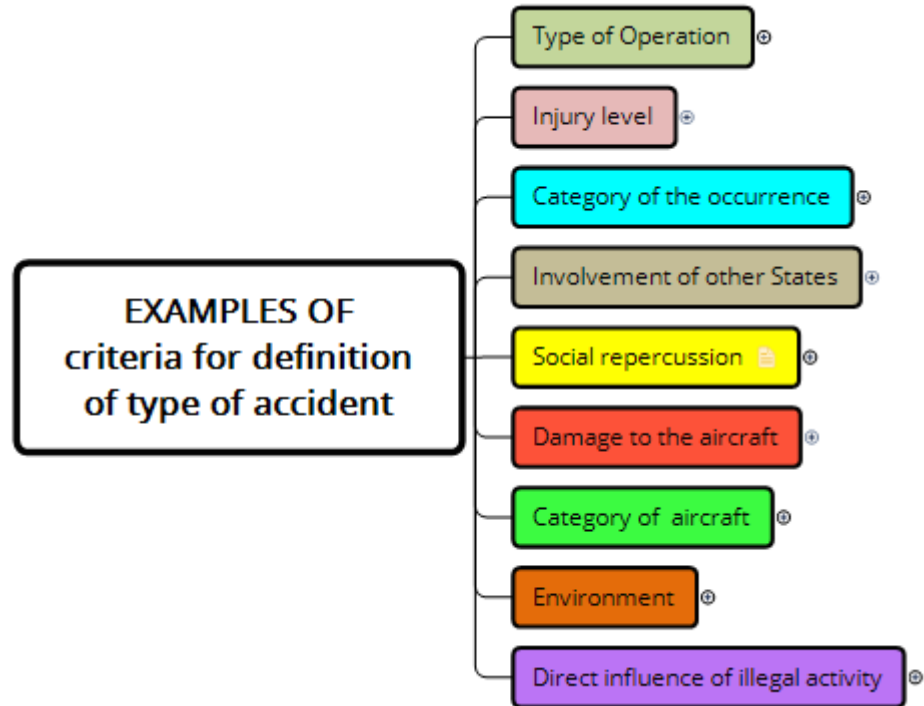 EXAMPLES OF
criteria for definition
of type of accident
Type of Operation
Injury level
Category of the occurrence
Involvement of other States
Social repercussion
Damage to the aircraft
Category of aircraft
Environment
Direct influence of illegal activity